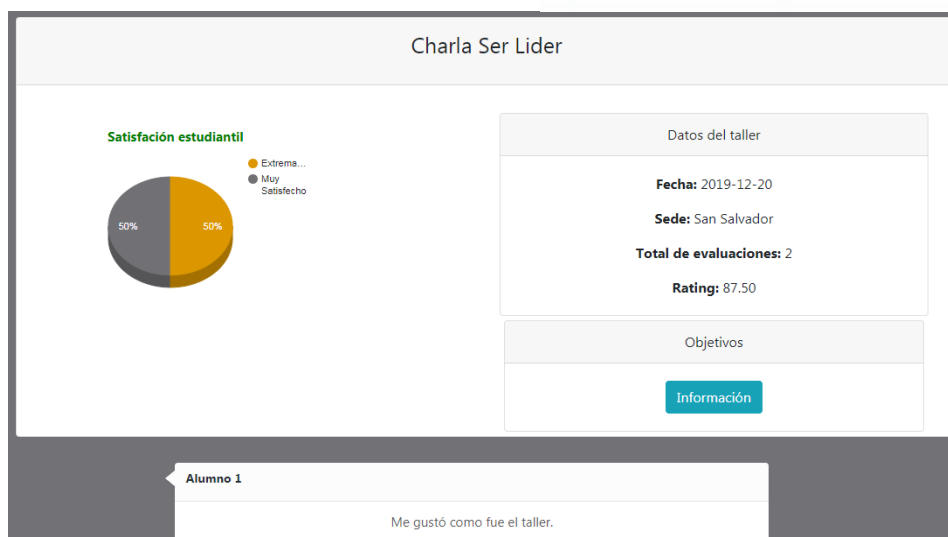 Charla Ser Lider
Satisfación estudiantil
Extrema...
Muy
Satisfecho
50%
50%
Datos del taller
Fecha: 2019-12-20
Sede: San Salvador
Total de evaluaciones: 2
Rating: 87.50
Objetivos
Información
Alumno 1
Me gustó como fue el taller.